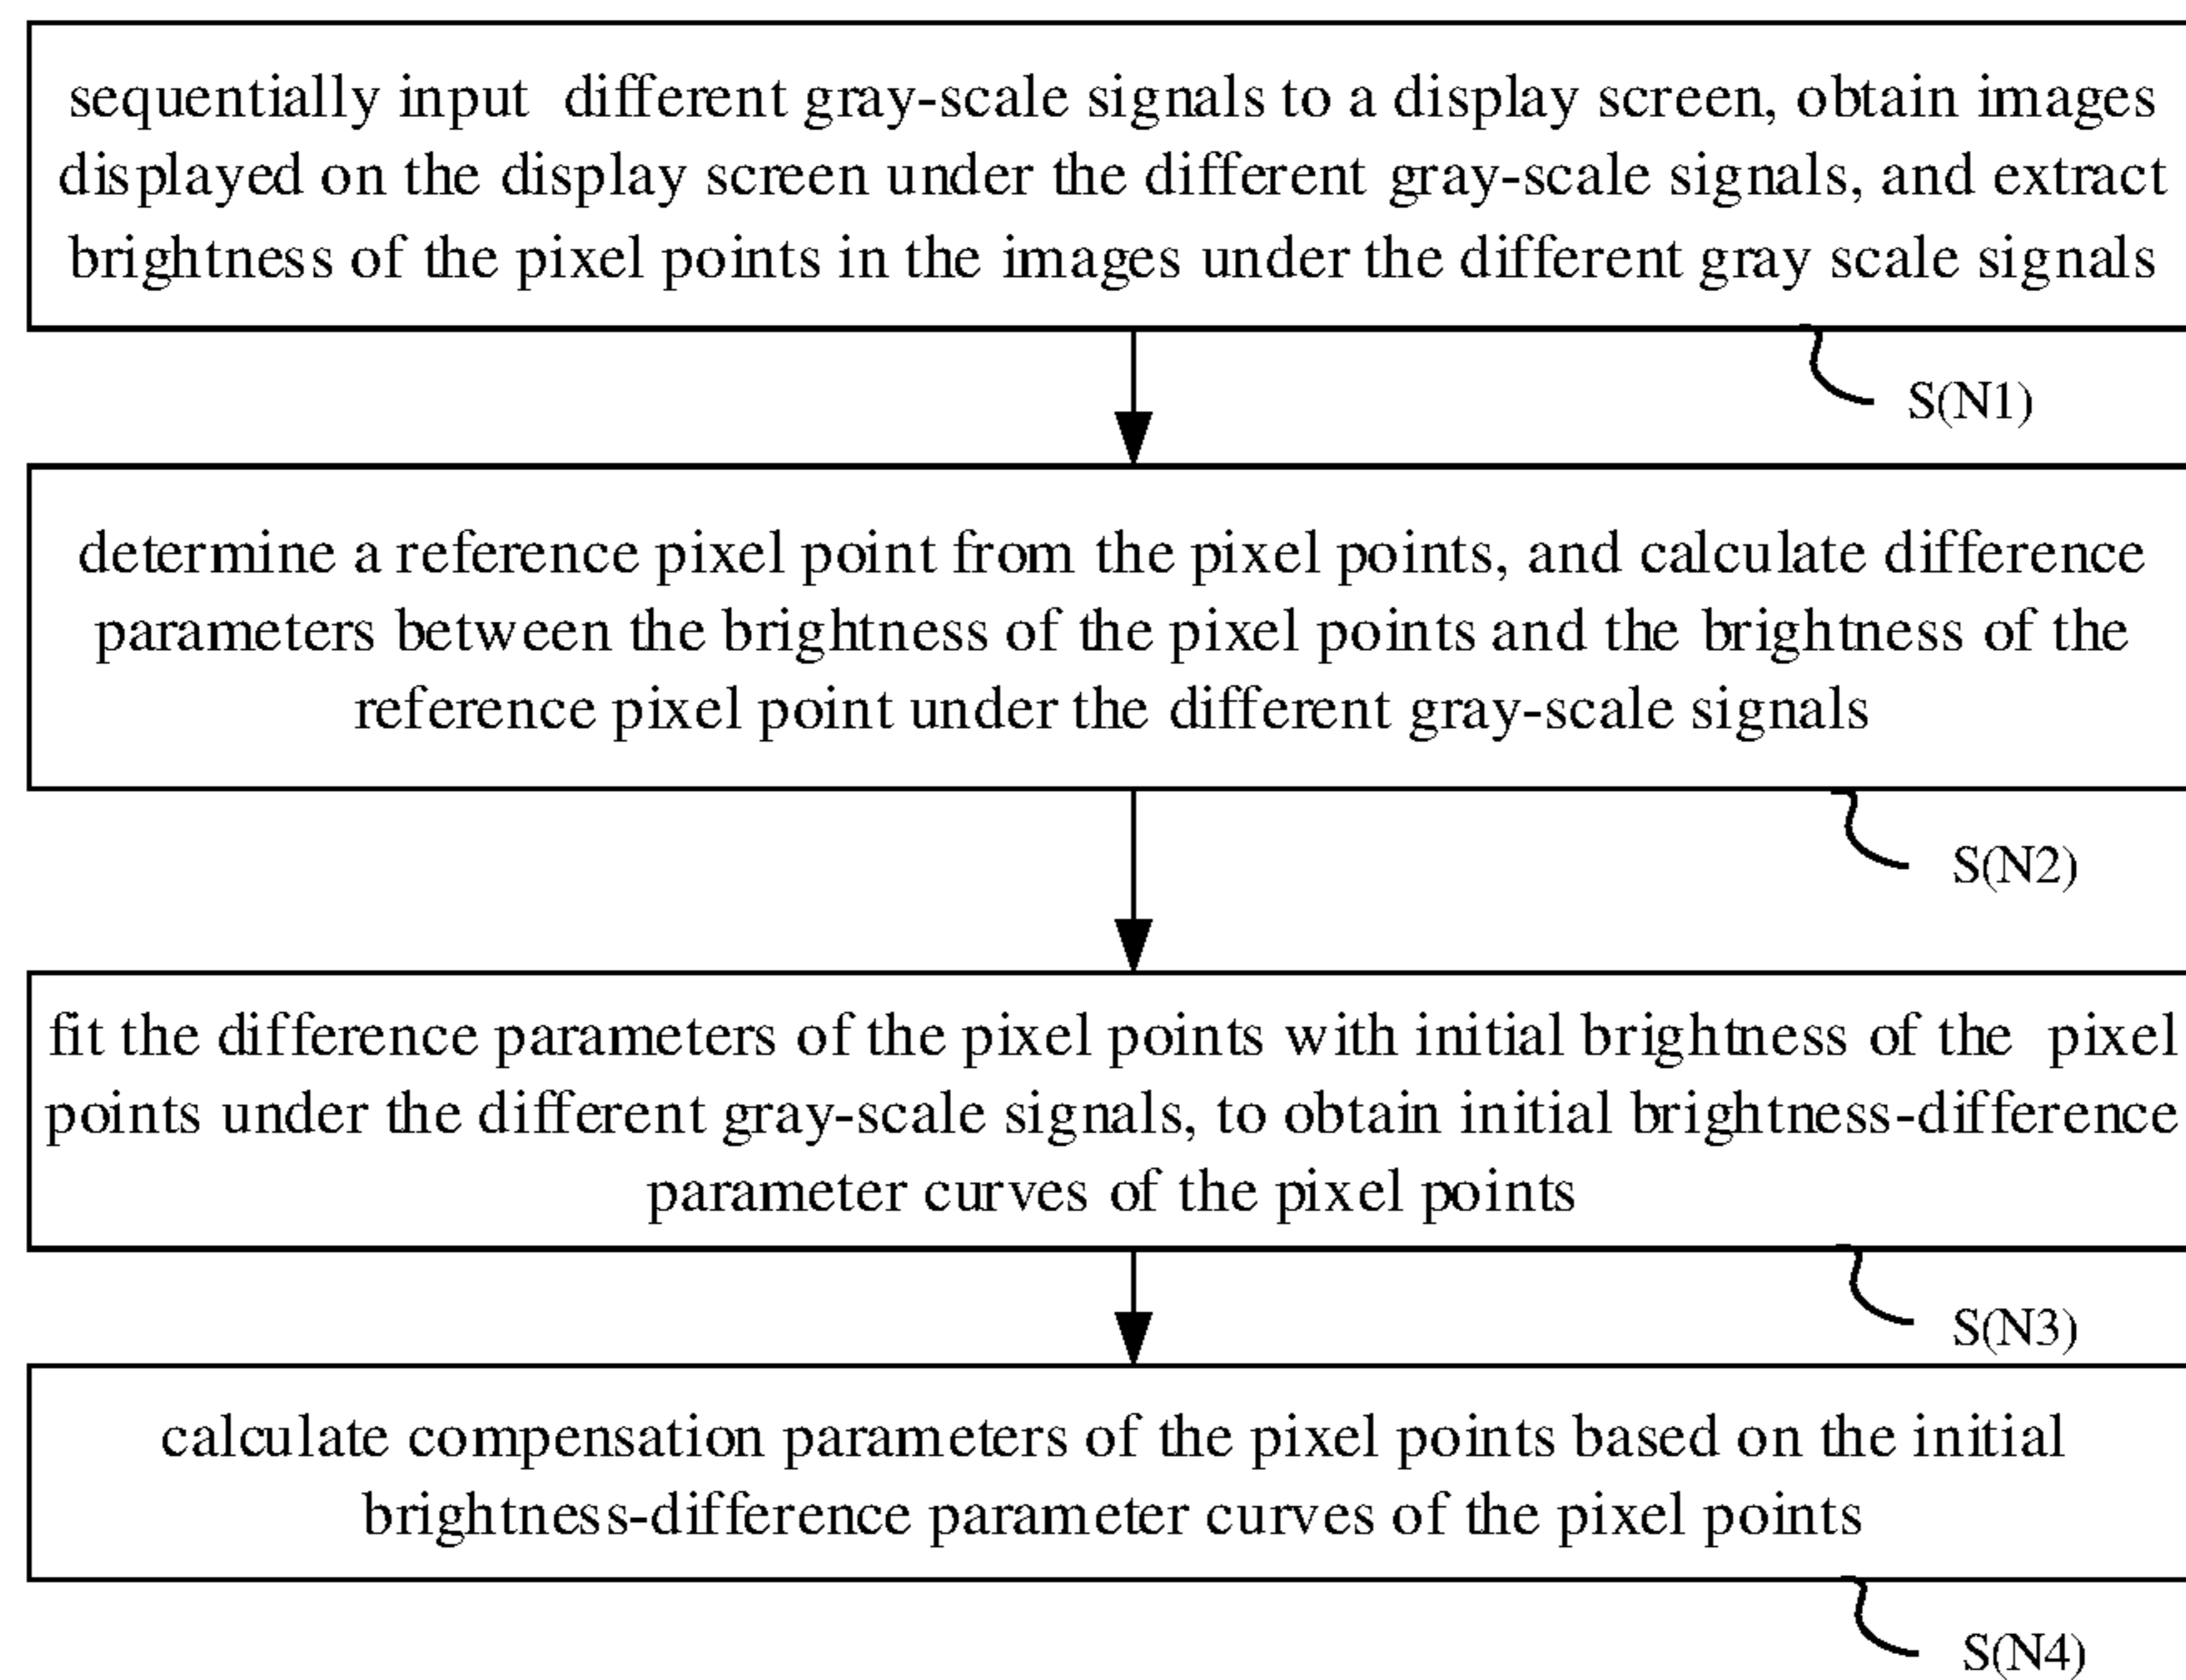 sequentially input different gray-scale signals to a display screen, obtain images
displayed on the display screen under the different gray-scale signals, and extract
brightness of the pixel points in the images under the different gray scale signals
S(N1)
determine a reference pixel point from the pixel points, and calculate difference
parameters between the brightness of the pixel points and the brightness of the
reference pixel point under the different gray-scale signals
S(N2)
fit the difference parameters of the pixel points with initial brightness of the pixel
points under the different gray-scale signals, to obtain initial brightness-difference
parameter curves of the pixel points
S(N3)
calculate compensation parameters of the pixel points based on the initial
brightness-difference parameter curves of the pixel points
S(N4)